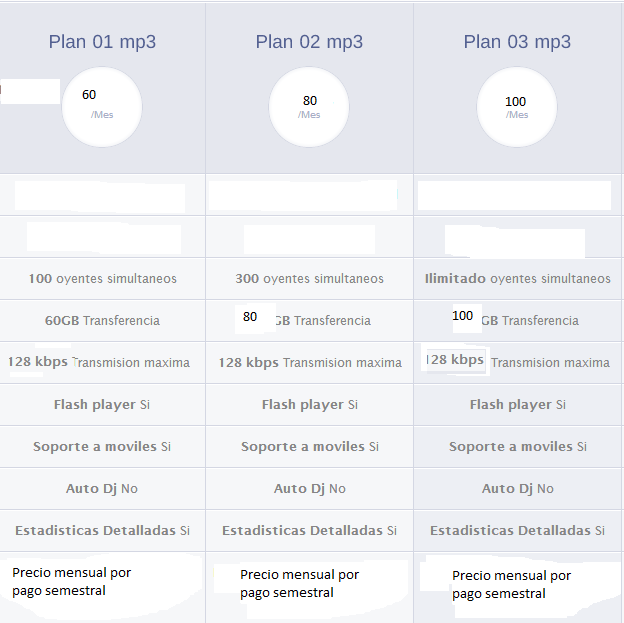 Plan 01 mp3 Plan 02 mp3 Plan 03 mp3
60 80 100
/Mes /Mes /Mes
100 oyentes simultaneos 300 oyentes simultaneos Ilimitado oyentes simultaneos
60GB Transferencia 80 GB Transferencia 100 GB Transferencia
128 kbps Transmision maxima 128 kbps Transmision maxima 128 kbps Transmision maxima
Flash player Si Flash player Si Flash player Si
Soporte a moviles Si Soporte a moviles Si Soporte a moviles Si
Auto Dj No Auto Dj No Auto Dj No
Estadisticas Detalladas Si Estadisticas Detalladas Si Estadisticas Detalladas Si
Precio mensual por Precio mensual por Precio mensual por
pago semestral pago semestral pago semestral